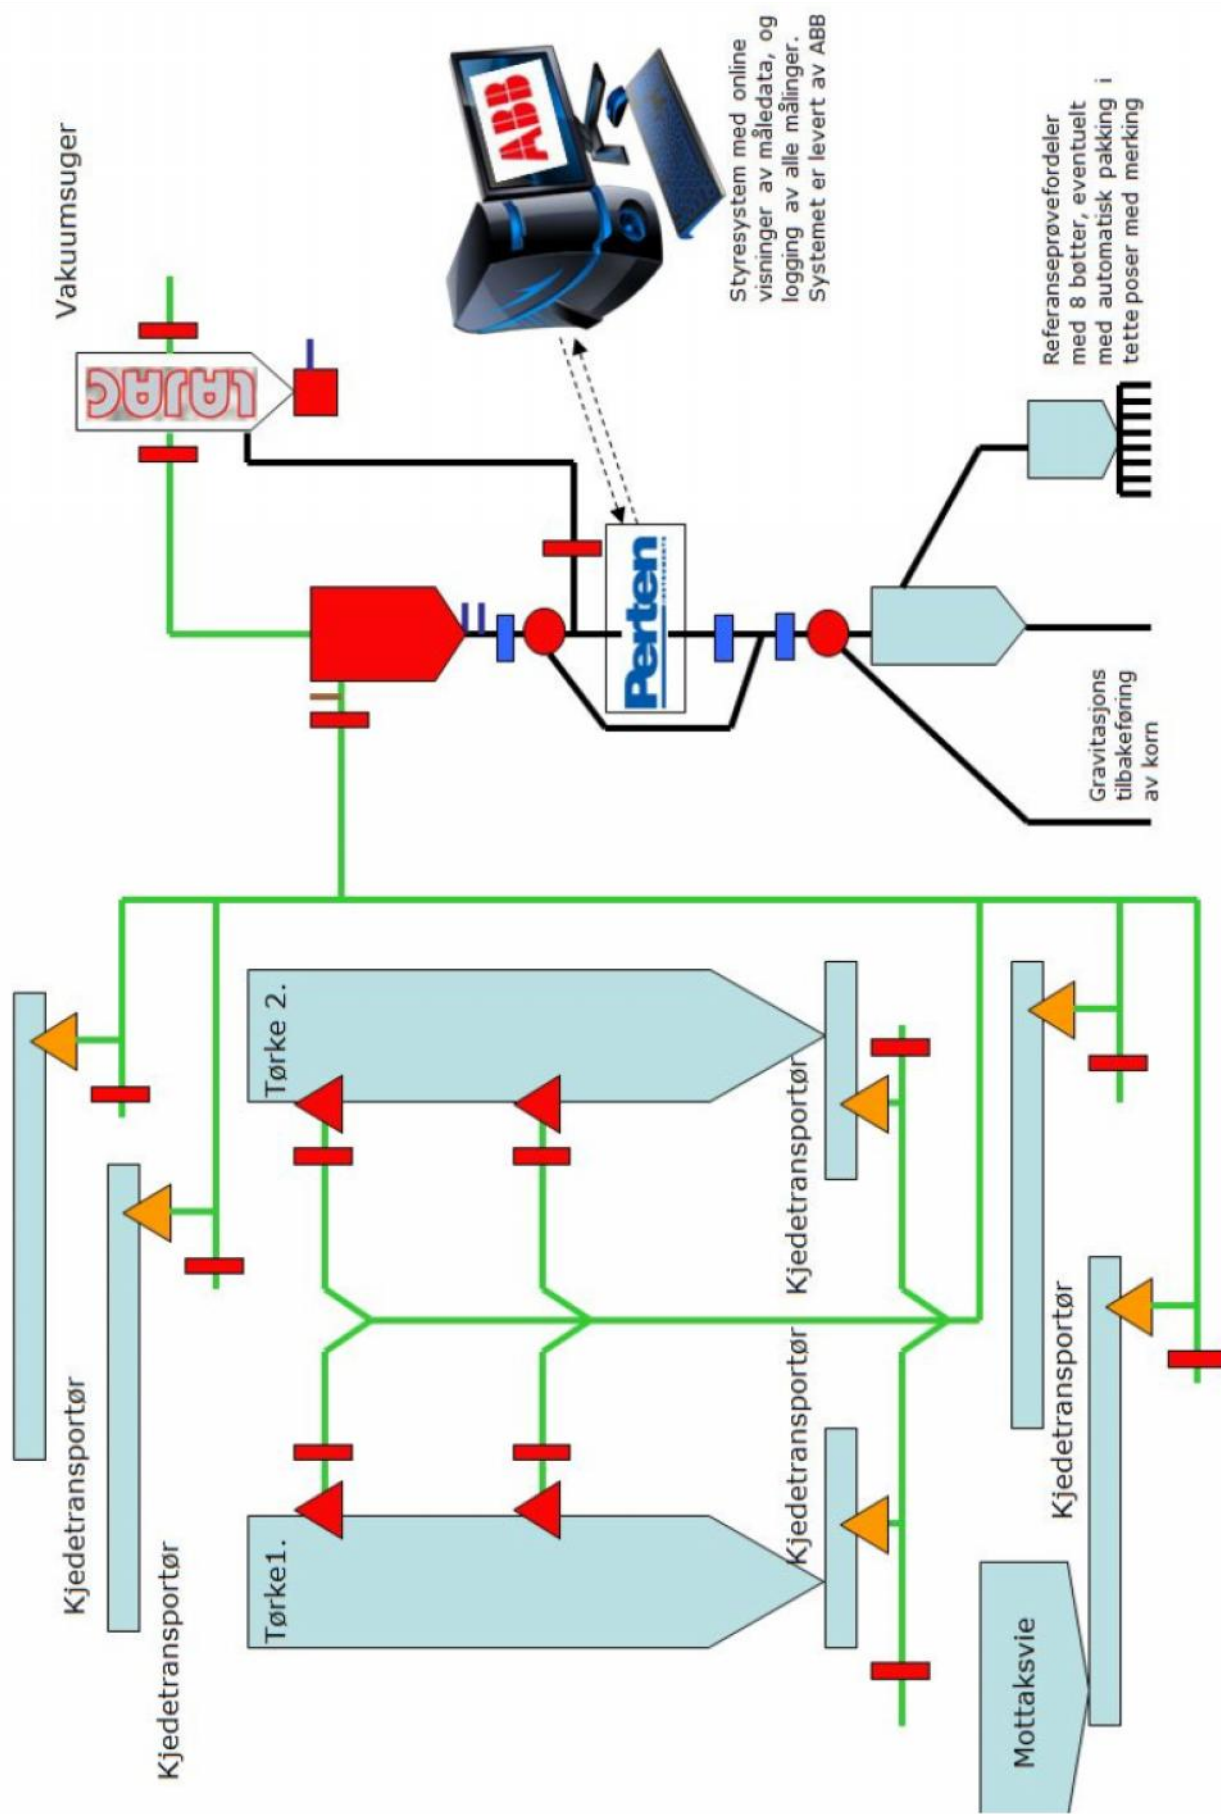 Vakuumsuger
LAJAC
ABB
Styresystem med online
visninger av måledata, og
logging av alle målinger.
Systemet er levert av ABB
Perten
INSTRUMENTS
Referanseprøvefordeler
med 8 bøtter, eventuelt
med automatisk pakking i
tette poser med merking
Gravitasjons
tilbakeføring
av korn
Kjedetransportør
Kjedetransportør
Tørke1.
Tørke 2.
Kjedetransportør
Kjedetransportør
Kjedetransportør
Mottaksvie